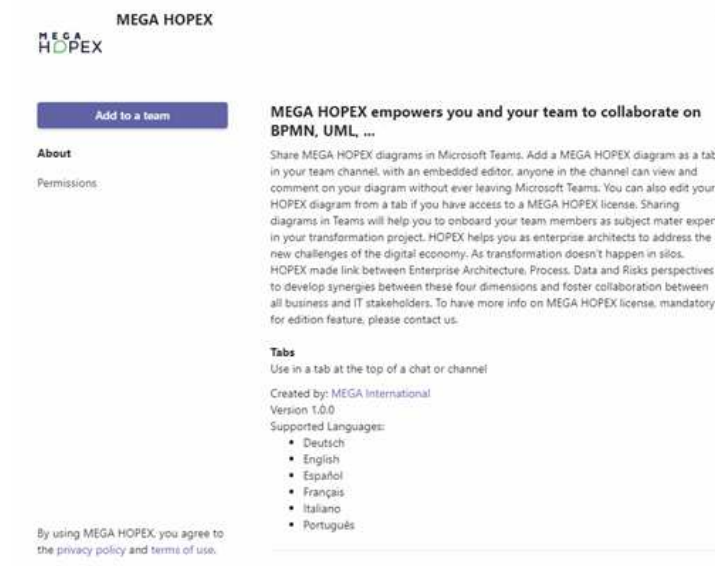 MEGA HOPEX
MEGA
HOPEX
Add to a team
About
Permissions
MEGA HOPEX empowers you and your team to collaborate on
BPMN, UML, ...
Share MEGA HOPEX diagrams in Microsoft Teams. Add a MEGA HOPEX diagram as a tab
in your team channel, with an embedded editor, anyone in the channel can view and
comment on your diagram without ever leaving Microsoft Teams. You can also edit your
HOPEX diagram from a tab if you have access to a MEGA HOPEX license. Sharing
diagrams in Teams will help you to onboard your team members as subject mater exper
in your transformation project. HOPEX helps you as enterprise architects to address the
new challenges of the digital economy. As transformation doesn't happen in silos,
HOPEX made link between Enterprise Architecture, Process, Data and Risks perspectives
to develop synergies between these four dimensions and foster collaboration between
all business and IT stakeholders. To have more info on MEGA HOPEX license, mandatory
for edition feature, please contact us.
Tabs
Use in a tab at the top of a chat or channel
Created by: MEGA International
Version 1.0.0
Supported Languages:
• Deutsch
• English
• Español
• Français
• Italiano
• Português
By using MEGA HOPEX, you agree to
the privacy policy and terms of use.